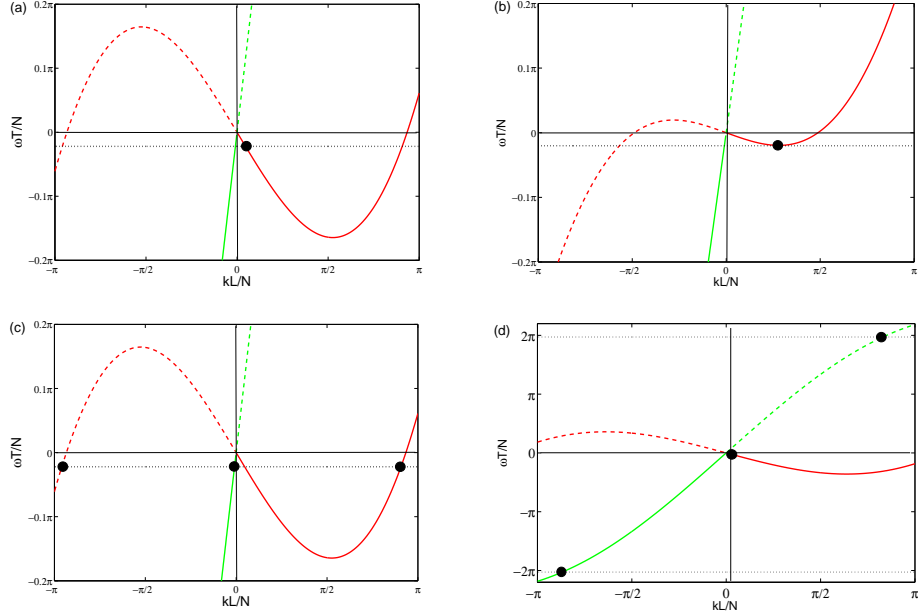 (a)
0.2π
0.1π
0
−0.1π
−0.2π
−π
−π/2
0
π/2
π
kL/N
ωT/N
(b)
0.2π
0.1π
0
−0.1π
−0.2π
−π
−π/2
0
π/2
π
kL/N
ωT/N
(c)
0.2π
0.1π
0
−0.1π
−0.2π
−π
−π/2
0
π/2
π
kL/N
ωT/N
(d)
2π
π
0
−π
−2π
−π
−π/2
0
π/2
π
kL/N
ωT/N